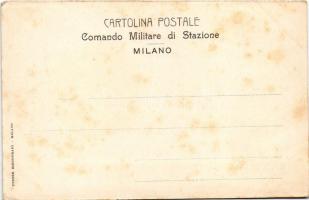 CARTOLINA POSTALE
Comando Militare di Stazione
MILANO